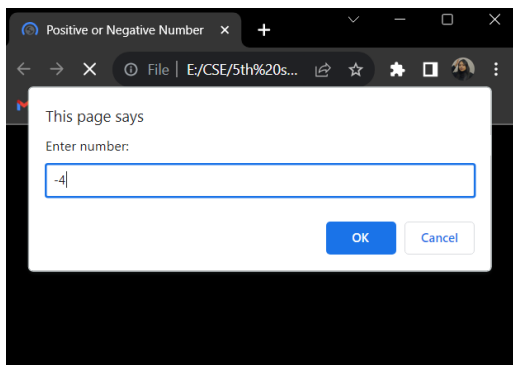 Positive or Negative Number
File | E:/CSE/5th%20s...
This page says
Enter number:
-4
OK
Cancel